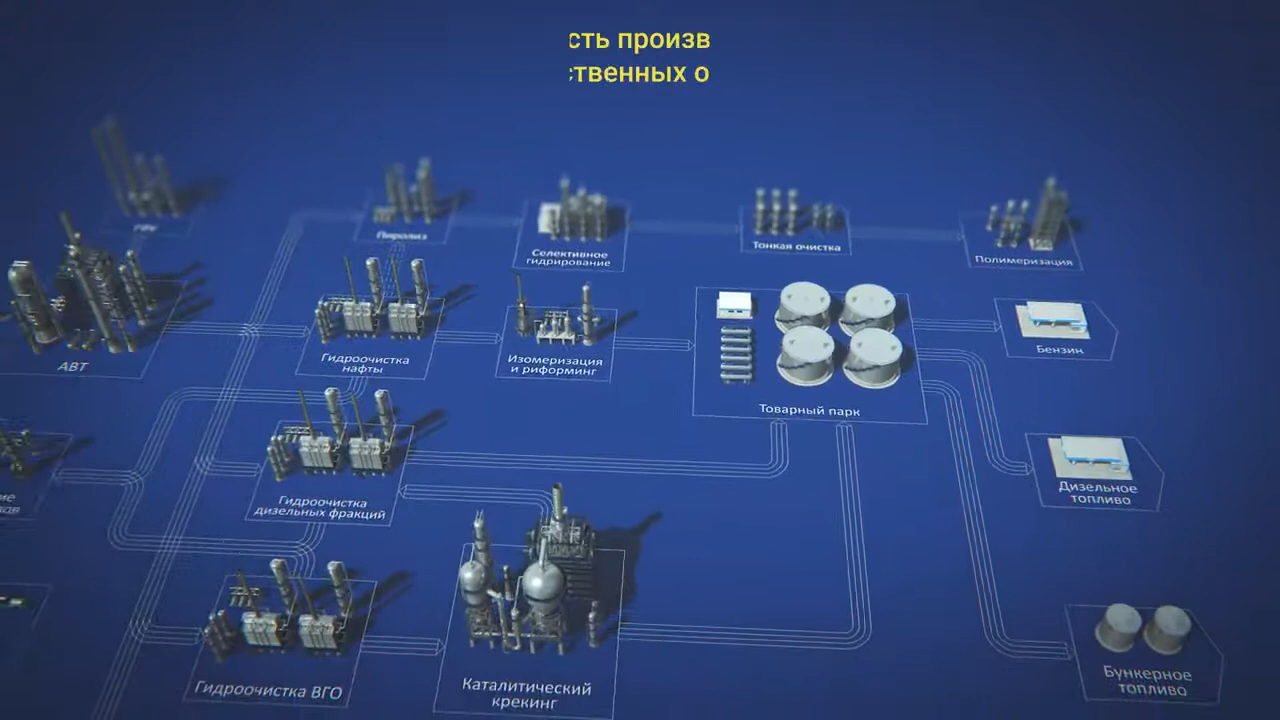 сть произв
ственных о
Пиролиз
Селективное
гидрирование
Тонкая очистка
Полимеризация
АВТ
Гидроочистка
нафты
Изомеризация
и риформинг
Товарный парк
Бензин
Гидроочистка
дизельных фракций
Дизельное
топливо
Гидроочистка ВГО
Каталитический
крекинг
Бункерное
топливо